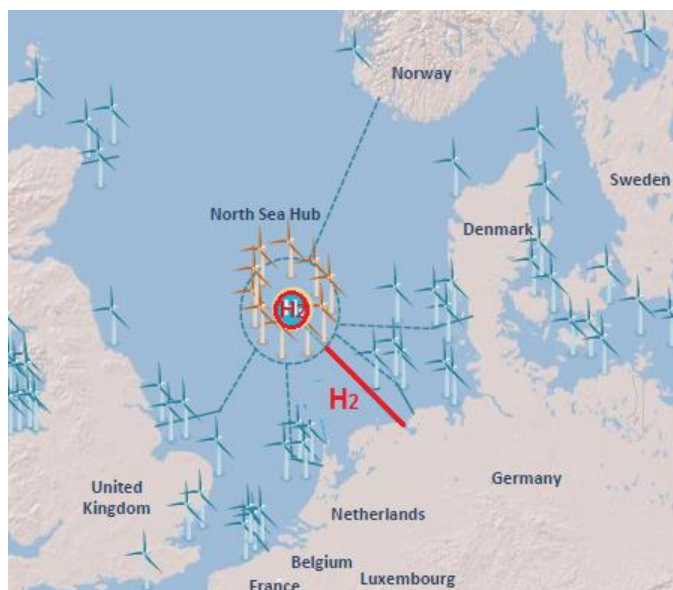 Norway
Sweden
North Sea Hub
Denmark
H2
H2
Germany
United
Kingdom
Netherlands
Belgium
France
Luxembourg